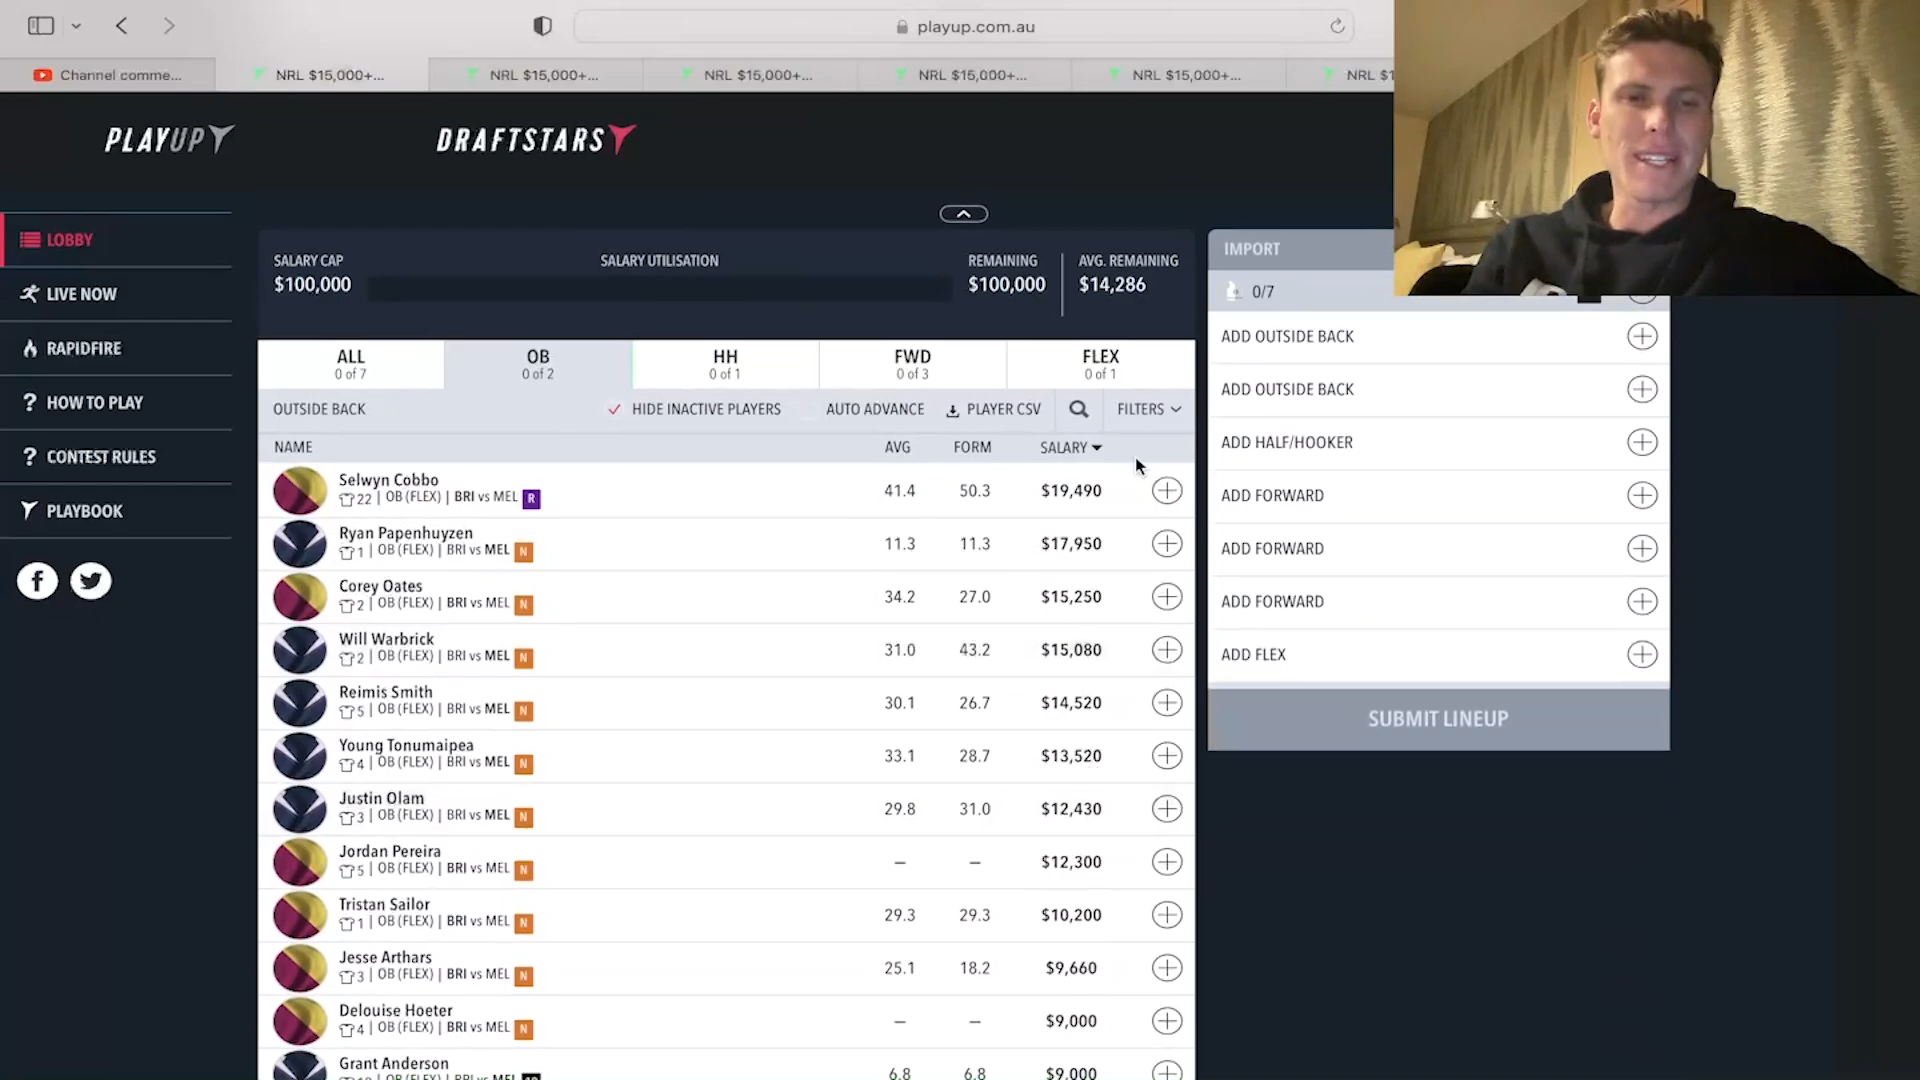 playup.com.au
Channel comme...
NRL $15,000+...
NRL $15,000+...
NRL $15,000+...
NRL $15,000+...
NRL $15,000+...
NRL $1
PLAYUP
DRAFTSTARS
LOBBY
LIVE NOW
RAPIDFIRE
? HOW TO PLAY
? CONTEST RULES
PLAYBOOK
SALARY CAP
$100,000
SALARY UTILISATION
REMAINING
$100,000
AVG. REMAINING
$14,286
ALL
0 of 7
OB
0 of 2
HH
0 of 1
FWD
0 of 3
FLEX
0 of 1
OUTSIDE BACK
HIDE INACTIVE PLAYERS
AUTO ADVANCE
PLAYER CSV
FILTERS
NAME AVG FORM SALARY
Selwyn Cobbo
22 | OB (FLEX) | BRI vs MEL R
41.4 50.3 $19,490
Ryan Papenhuyzen
1 | OB (FLEX) | BRI vs MEL N
11.3 11.3 $17,950
Corey Oates
2 | OB (FLEX) | BRI vs MEL N
34.2 27.0 $15,250
Will Warbrick
2 | OB (FLEX) | BRI vs MEL N
31.0 43.2 $15,080
Reimis Smith
5 | OB (FLEX) | BRI vs MEL N
30.1 26.7 $14,520
Young Tonumaipea
4 | OB (FLEX) | BRI vs MEL N
33.1 28.7 $13,520
Justin Olam
3 | OB (FLEX) | BRI vs MEL N
29.8 31.0 $12,430
Jordan Pereira
5 | OB (FLEX) | BRI vs MEL N
– – $12,300
Tristan Sailor
1 | OB (FLEX) | BRI vs MEL N
29.3 29.3 $10,200
Jesse Arthars
3 | OB (FLEX) | BRI vs MEL N
25.1 18.2 $9,660
Delouise Hoeter
4 | OB (FLEX) | BRI vs MEL N
– – $9,000
Grant Anderson
OB (FLEX) | BRI vs MEL
6.8 6.8 $9,000
IMPORT
0/7
ADD OUTSIDE BACK
ADD OUTSIDE BACK
ADD HALF/HOOKER
ADD FORWARD
ADD FORWARD
ADD FORWARD
ADD FLEX
SUBMIT LINEUP